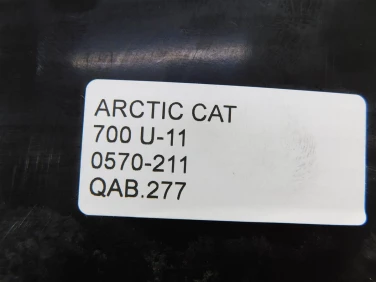 ARCTIC CAT
700 U-11
0570-211
QAB.277